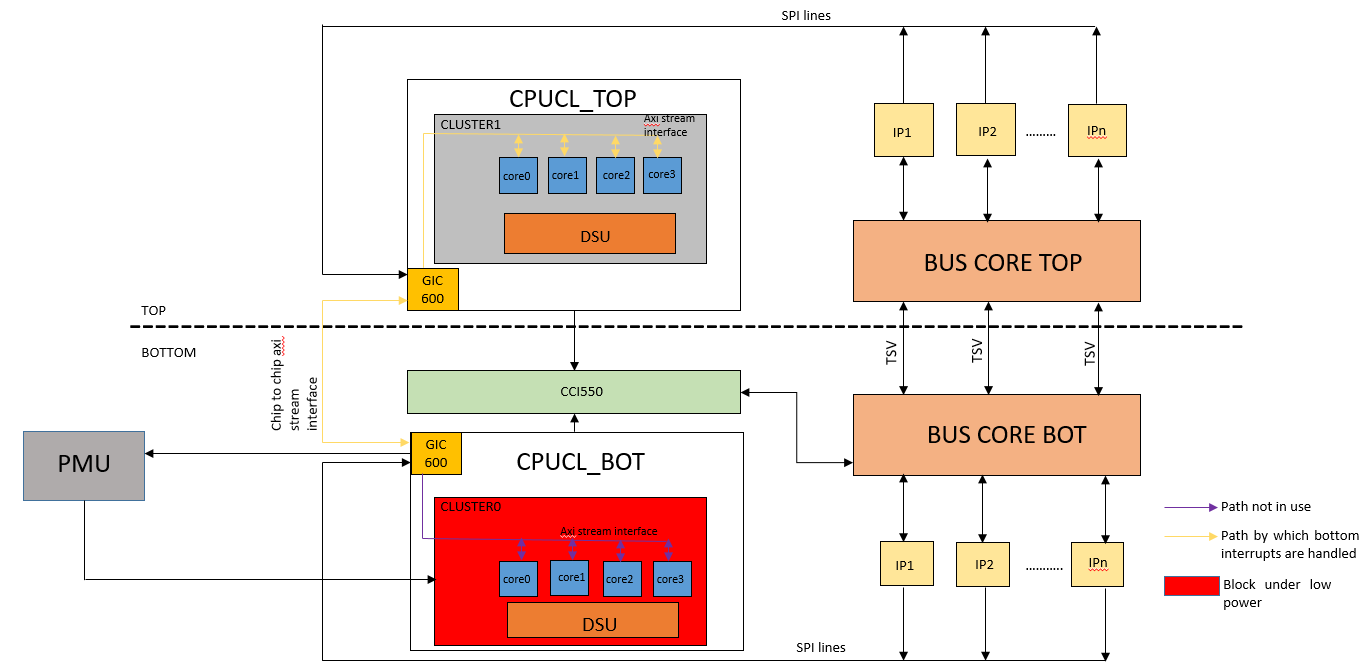 SPI lines
CPUCL_TOP
CLUSTER1
Axi stream
interface
core0
core1
core2
core3
DSU
GIC
600
IP1
IP2
.........
IPn
BUS CORE TOP
TOP
BOTTOM
Chip to chip axi
stream
interface
TSV
TSV
TSV
CCI550
BUS CORE BOT
PMU
GIC
600
CPUCL_BOT
CLUSTER0
Axi stream interface
core0
core1
core2
core3
DSU
IP1
IP2
..........
IPn
SPI lines
Path not in use
Path by which bottom
interrupts are handled
Block under low
power